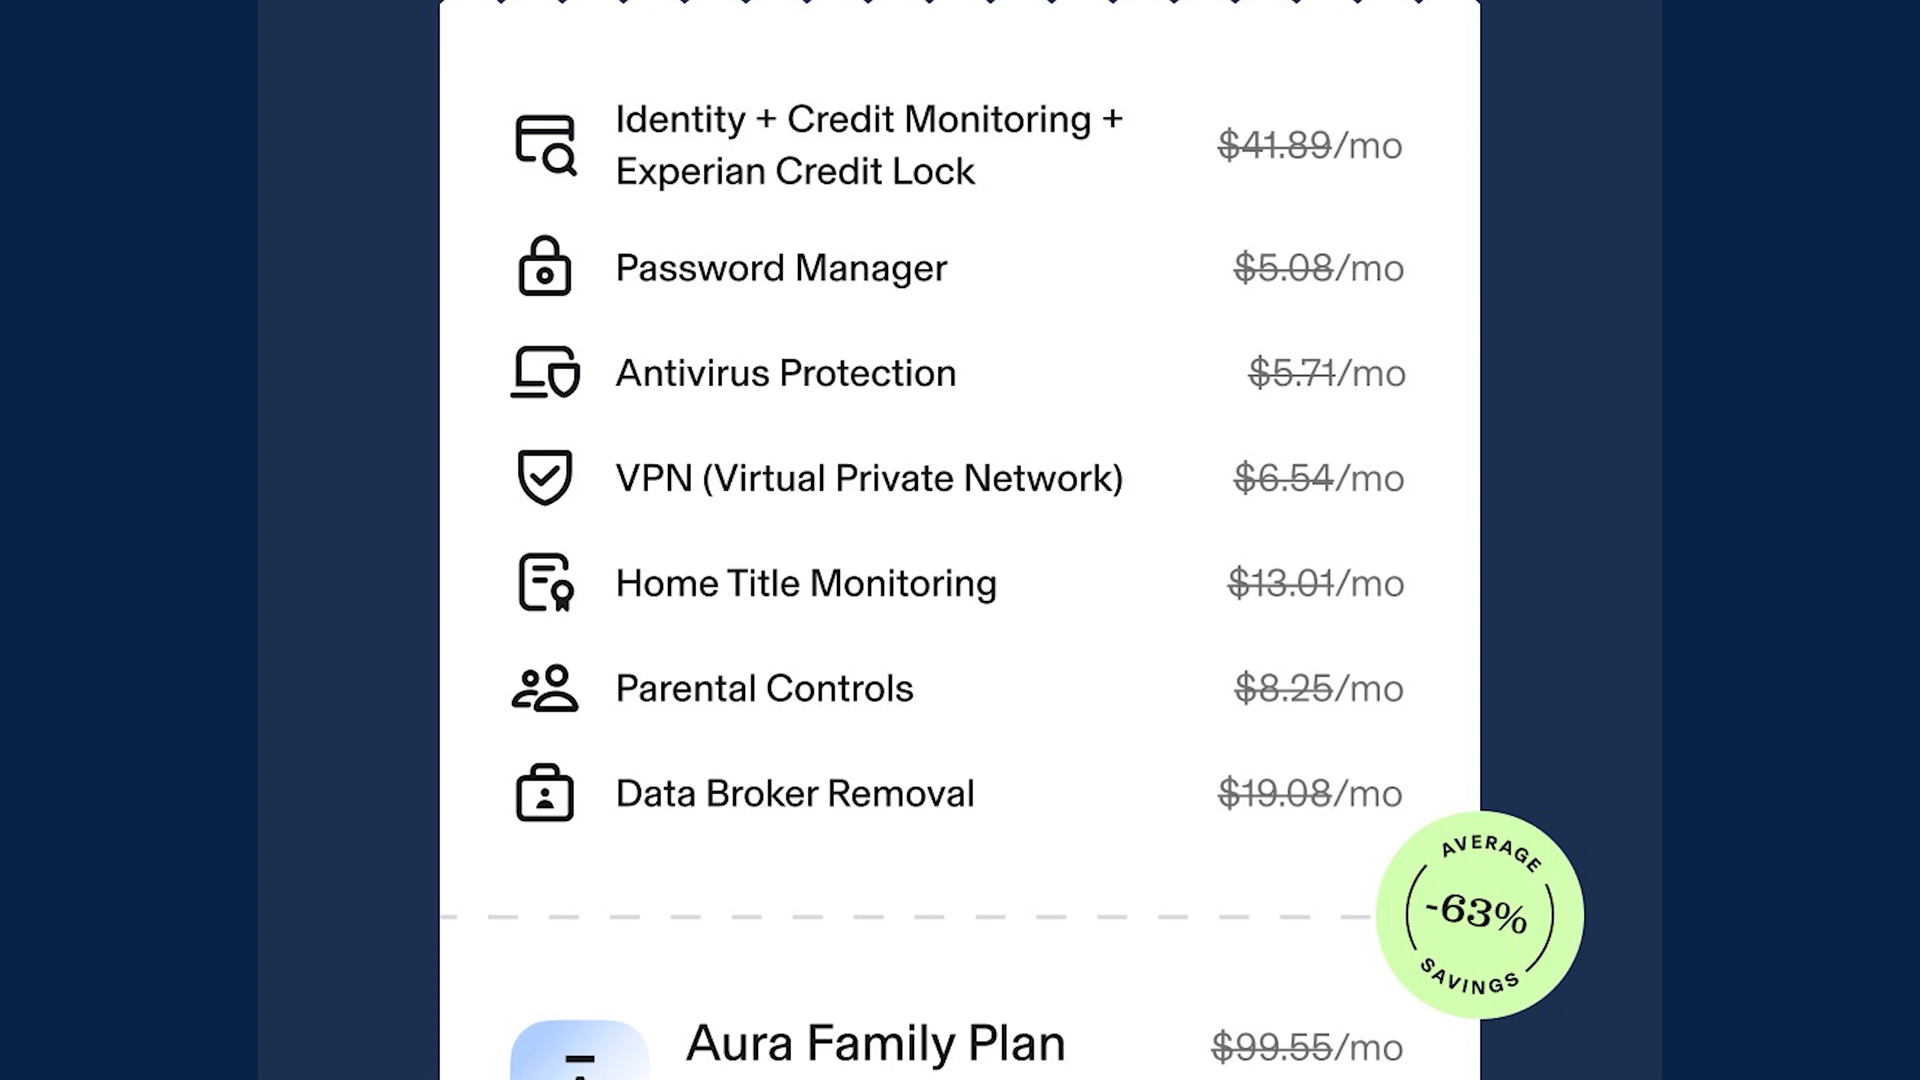 Identity + Credit Monitoring +
Experian Credit Lock
$41.89/mo
Password Manager
$5.08/mo
Antivirus Protection
$5.71/mo
VPN (Virtual Private Network)
$6.54/mo
Home Title Monitoring
$13.01/mo
Parental Controls
$8.25/mo
Data Broker Removal
$19.08/mo
AVERAGE
-63%
SAVINGS
Aura Family Plan
$99.55/mo